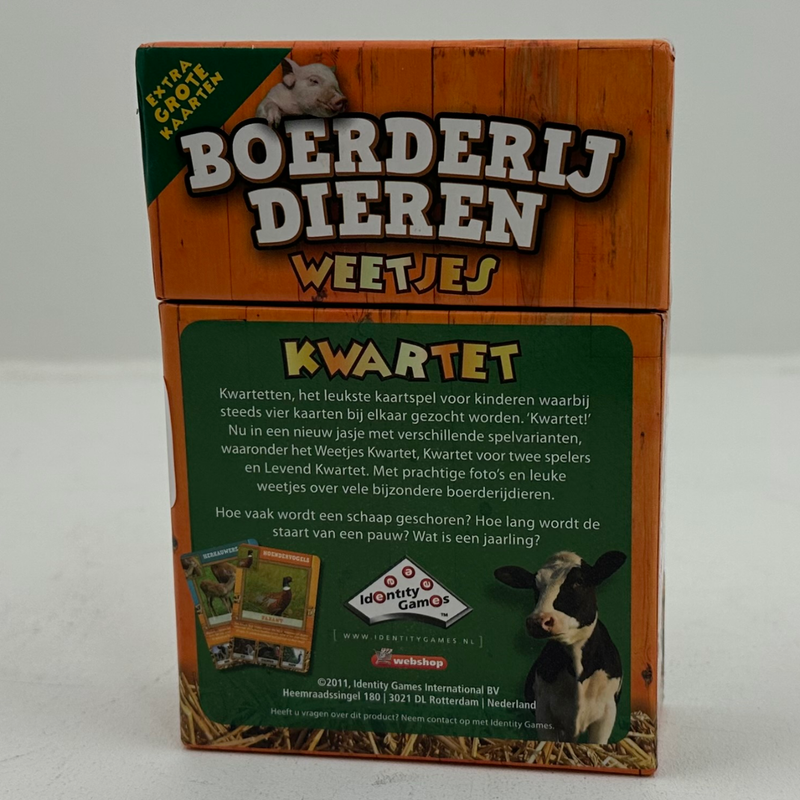 EXTRA
GROTE
KAARTEN
BOERDERIJ
DIEREN
WEETJES
KWARTET
Kwartetten, het leukste kaartspel voor kinderen waarbij
steeds vier kaarten bij elkaar gezocht worden. ‘Kwartet!’
Nu in een nieuw jasje met verschillende spelvarianten,
waaronder het Weetjes Kwartet, Kwartet voor twee spelers
en Levend Kwartet. Met prachtige foto’s en leuke
weetjes over vele bijzondere boerderijdieren.
Hoe vaak wordt een schaap geschoren? Hoe lang wordt de
staart van een pauw? Wat is een jaarling?
HERKAUWERS
HOENDERVOGELS
FAZANT
Identity
Games™
[ WWW.IDENTITYGAMES.NL ]
webshop
©2011, Identity Games International BV
Heemraadssingel 180 | 3021 DL Rotterdam | Nederland
Heeft u vragen over dit product? Neem contact op met Identity Games.